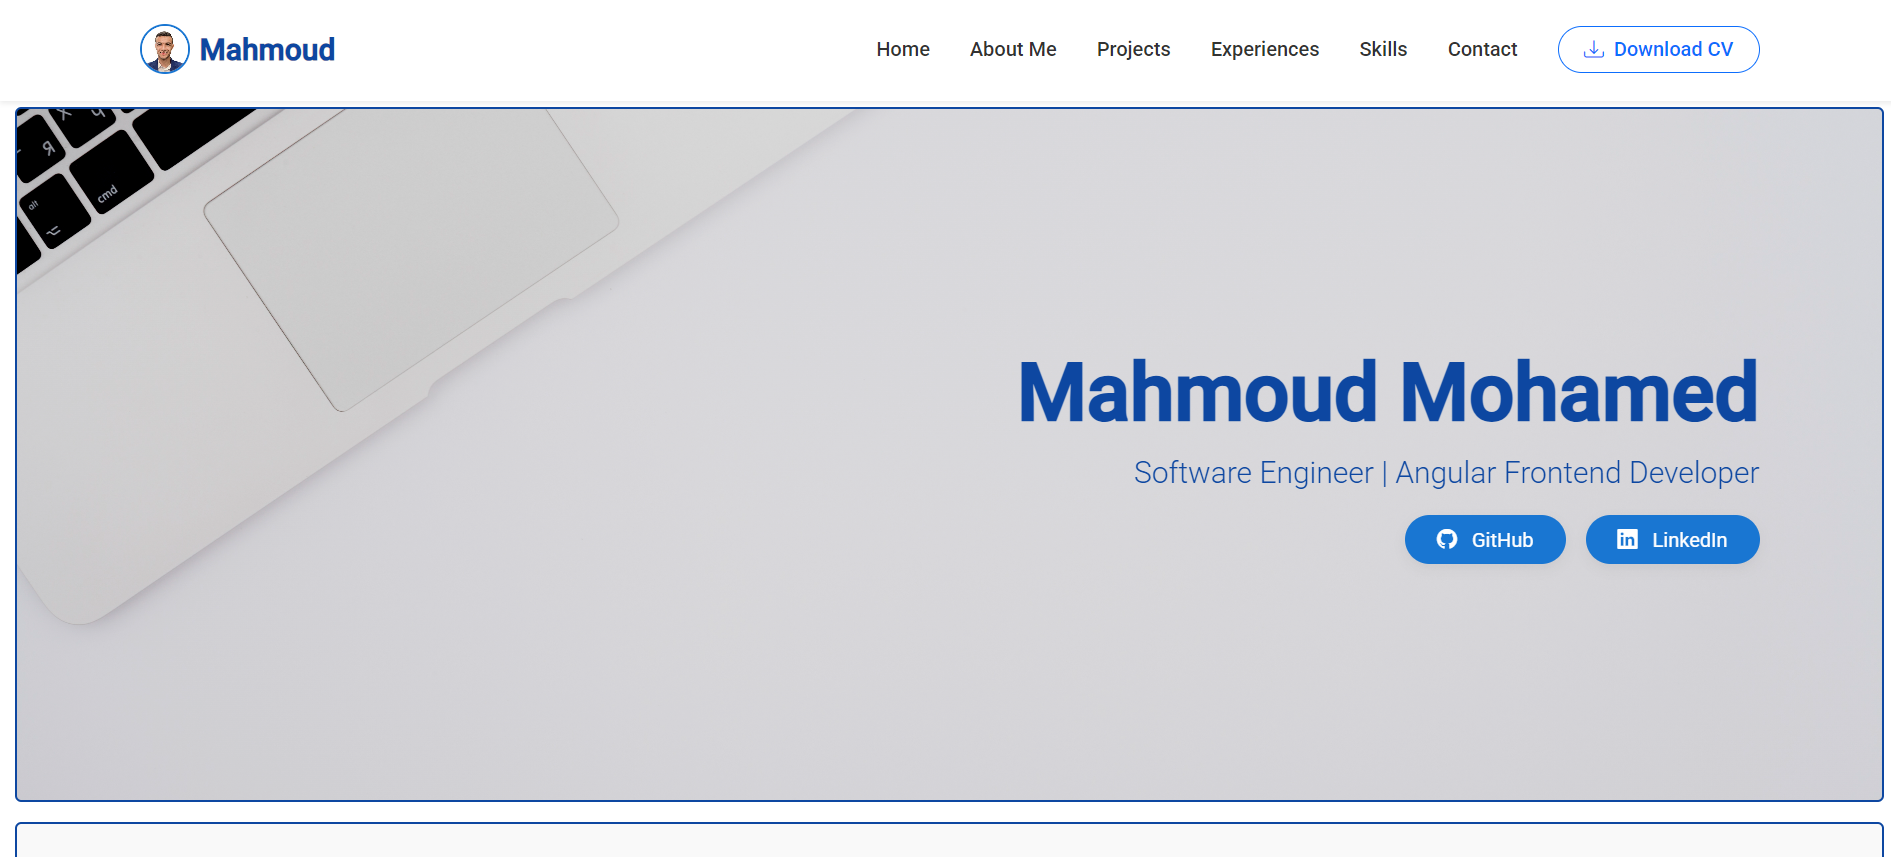 Mahmoud
Home About Me Projects Experiences Skills Contact Download CV
Ч
Я
alt
cmd
Mahmoud Mohamed
Software Engineer | Angular Frontend Developer
GitHub LinkedIn